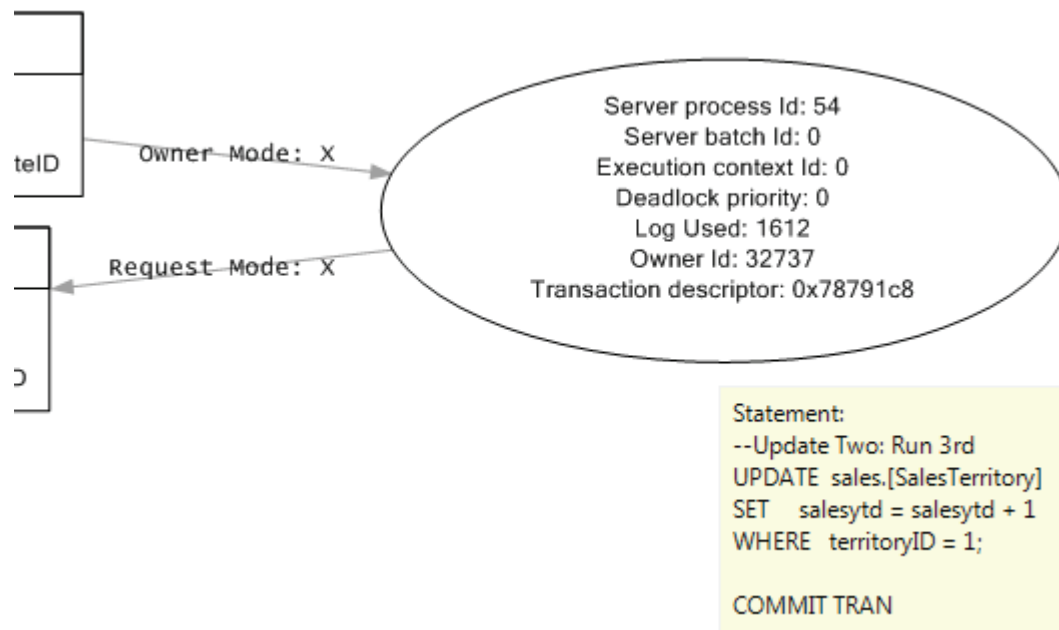 teID
Owner Mode: X
Request Mode: X
D
Server process Id: 54
Server batch Id: 0
Execution context Id: 0
Deadlock priority: 0
Log Used: 1612
Owner Id: 32737
Transaction descriptor: 0x78791c8
Statement:
--Update Two: Run 3rd
UPDATE sales.[SalesTerritory]
SET salesytd = salesytd + 1
WHERE territoryID = 1;
COMMIT TRAN